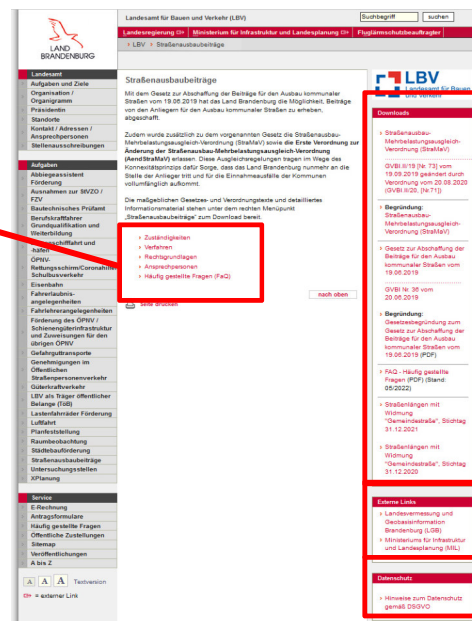 Landesamt für Bauen und Verkehr (LBV)
Suchbegriff
suchen
Landesregierung
Ministerium für Infrastruktur und Landesplanung
Fluglärmschutzbeauftragter
LBV > Straßenausbaubeiträge
LAND
BRANDENBURG
Landesamt
Aufgaben und Ziele
Organisation /
Organigramm
Präsidentin
Standorte
Kontakt / Adressen /
Ansprechpersonen
Stellenausschreibungen
Aufgaben
Abbiegeassistent
Förderung
Ausnahmen zur StVZO /
FZV
Bautechnisches Prüfamt
Berufskraftfahrer
Grundqualifikation und
Weiterbildung
schifffahrt und
-häfen
ÖPNV-
Rettungsschirm/Coronahilfen
Schulbusverkehr
Eisenbahn
Fahrerlaubnis-
angelegenheiten
Fahrlehrerangelegenheiten
Förderung des ÖPNV /
Schienengüterinfrastruktur
und Zuweisungen für den
übrigen ÖPNV
Gefahrguttransporte
Genehmigungen im
Öffentlichen
Straßenpersonenverkehr
Güterkraftverkehr
LBV als Träger öffentlicher
Belange (TöB)
Lastenfahrräder Förderung
Luftfahrt
Planfeststellung
Raumbeobachtung
Städtebauförderung
Straßenausbaubeiträge
Untersuchungsstellen
XPlanung
Service
E-Rechnung
Antragsformulare
Häufig gestellte Fragen
Öffentliche Zustellungen
Sitemap
Veröffentlichungen
A bis Z
A A A Textversion
= externer Link
Straßenausbaubeiträge
Mit dem Gesetz zur Abschaffung der Beiträge für den Ausbau kommunaler
Straßen vom 19.06.2019 hat das Land Brandenburg die Möglichkeit, Beiträge
von den Anliegern für den Ausbau kommunaler Straßen zu erheben,
abgeschafft.
Zudem wurde zusätzlich zu dem vorgenannten Gesetz die Straßenausbau-
Mehrbelastungsausgleich-Verordnung (StraMaV) sowie die Erste Verordnung zur
Änderung der Straßenausbau-Mehrbelastungsausgleich-Verordnung
(AendStraMaV) erlassen. Diese Ausgleichsregelungen tragen im Wege des
Konnexitätsprinzips dafür Sorge, dass das Land Brandenburg nunmehr an die
Stelle der Anlieger tritt und für die Einnahmeausfälle der Kommunen
vollumfänglich aufkommt.
Die maßgeblichen Gesetzes- und Verordnungstexte und detailliertes
Informationsmaterial stehen unter dem rechten Menüpunkt
„Straßenausbaubeiträge" zum Download bereit.
Zuständigkeiten
Verfahren
Rechtsgrundlagen
Ansprechpersonen
Häufig gestellte Fragen (FaQ)
nach oben
Seite drucken
LBV
Landesamt für Bauen
und Verkehr
Downloads
Straßenausbau-
Mehrbelastungsausgleich-
Verordnung (StraMaV)
GVBl.II/19 [Nr. 73] vom
19.09.2019 geändert durch
Verordnung vom 20.08.2020
(GVBl.II/20, [Nr.71])
Begründung:
Straßenausbau-
Mehrbelastungsausgleich-
Verordnung (StraMaV)
Gesetz zur Abschaffung der
Beiträge für den Ausbau
kommunaler Straßen vom
19.06.2019
GVBl Nr. 36 vom
20.06.2019
Begründung:
Gesetzesbegründung zum
Gesetz zur Abschaffung der
Beiträge für den Ausbau
kommunaler Straßen vom
19.06.2019 (PDF)
FAQ - Häufig gestellte
Fragen (PDF) (Stand:
05/2022)
Straßenlängen mit
Widmung
"Gemeindestraße", Stichtag
31.12.2021
Straßenlängen mit
Widmung
"Gemeindestraße", Stichtag
31.12.2020
Externe Links
Landesvermessung und
Geobasisinformation
Brandenburg (LGB)
Ministeriums für Infrastruktur
und Landesplanung (MIL)
Datenschutz
Hinweise zum Datenschutz
gemäß DSGVO